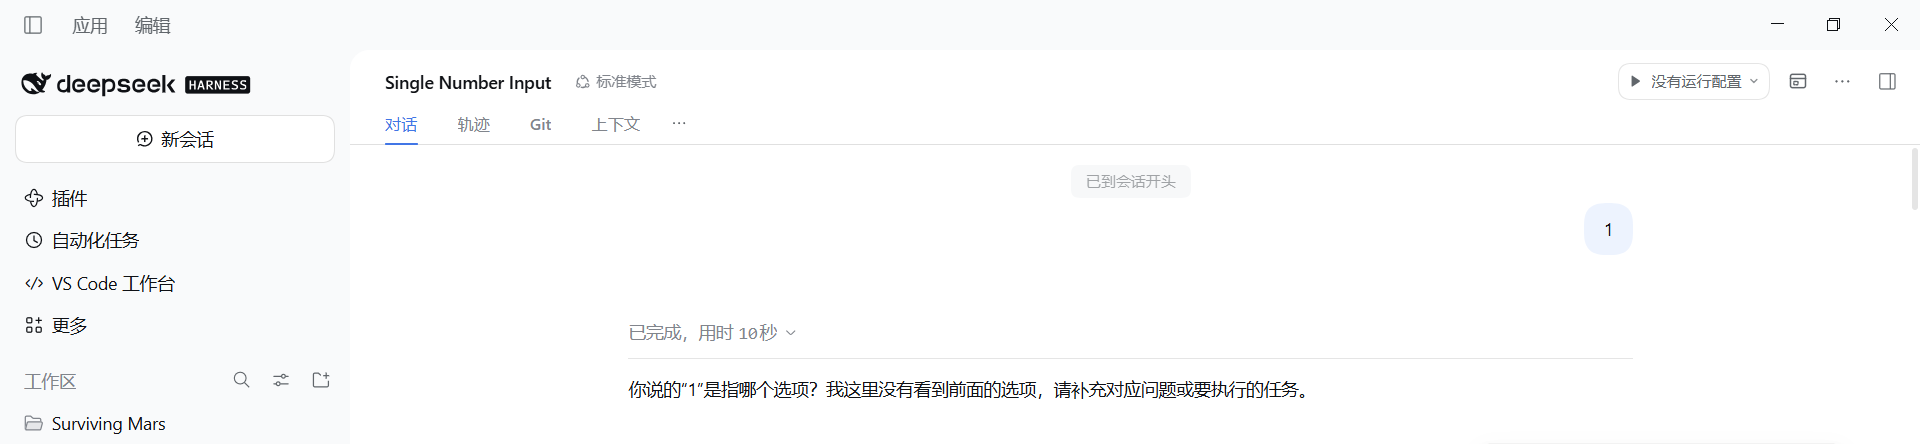 应用 编辑
deepseek HARNESS
新会话
插件
自动化任务
VS Code 工作台
更多
工作区
Surviving Mars
Single Number Input 标准模式
没有运行配置
对话 轨迹 Git 上下文 ···
已到会话开头
1
已完成，用时 10秒
你说的“1”是指哪个选项？我这里没有看到前面的选项，请补充对应问题或要执行的任务。